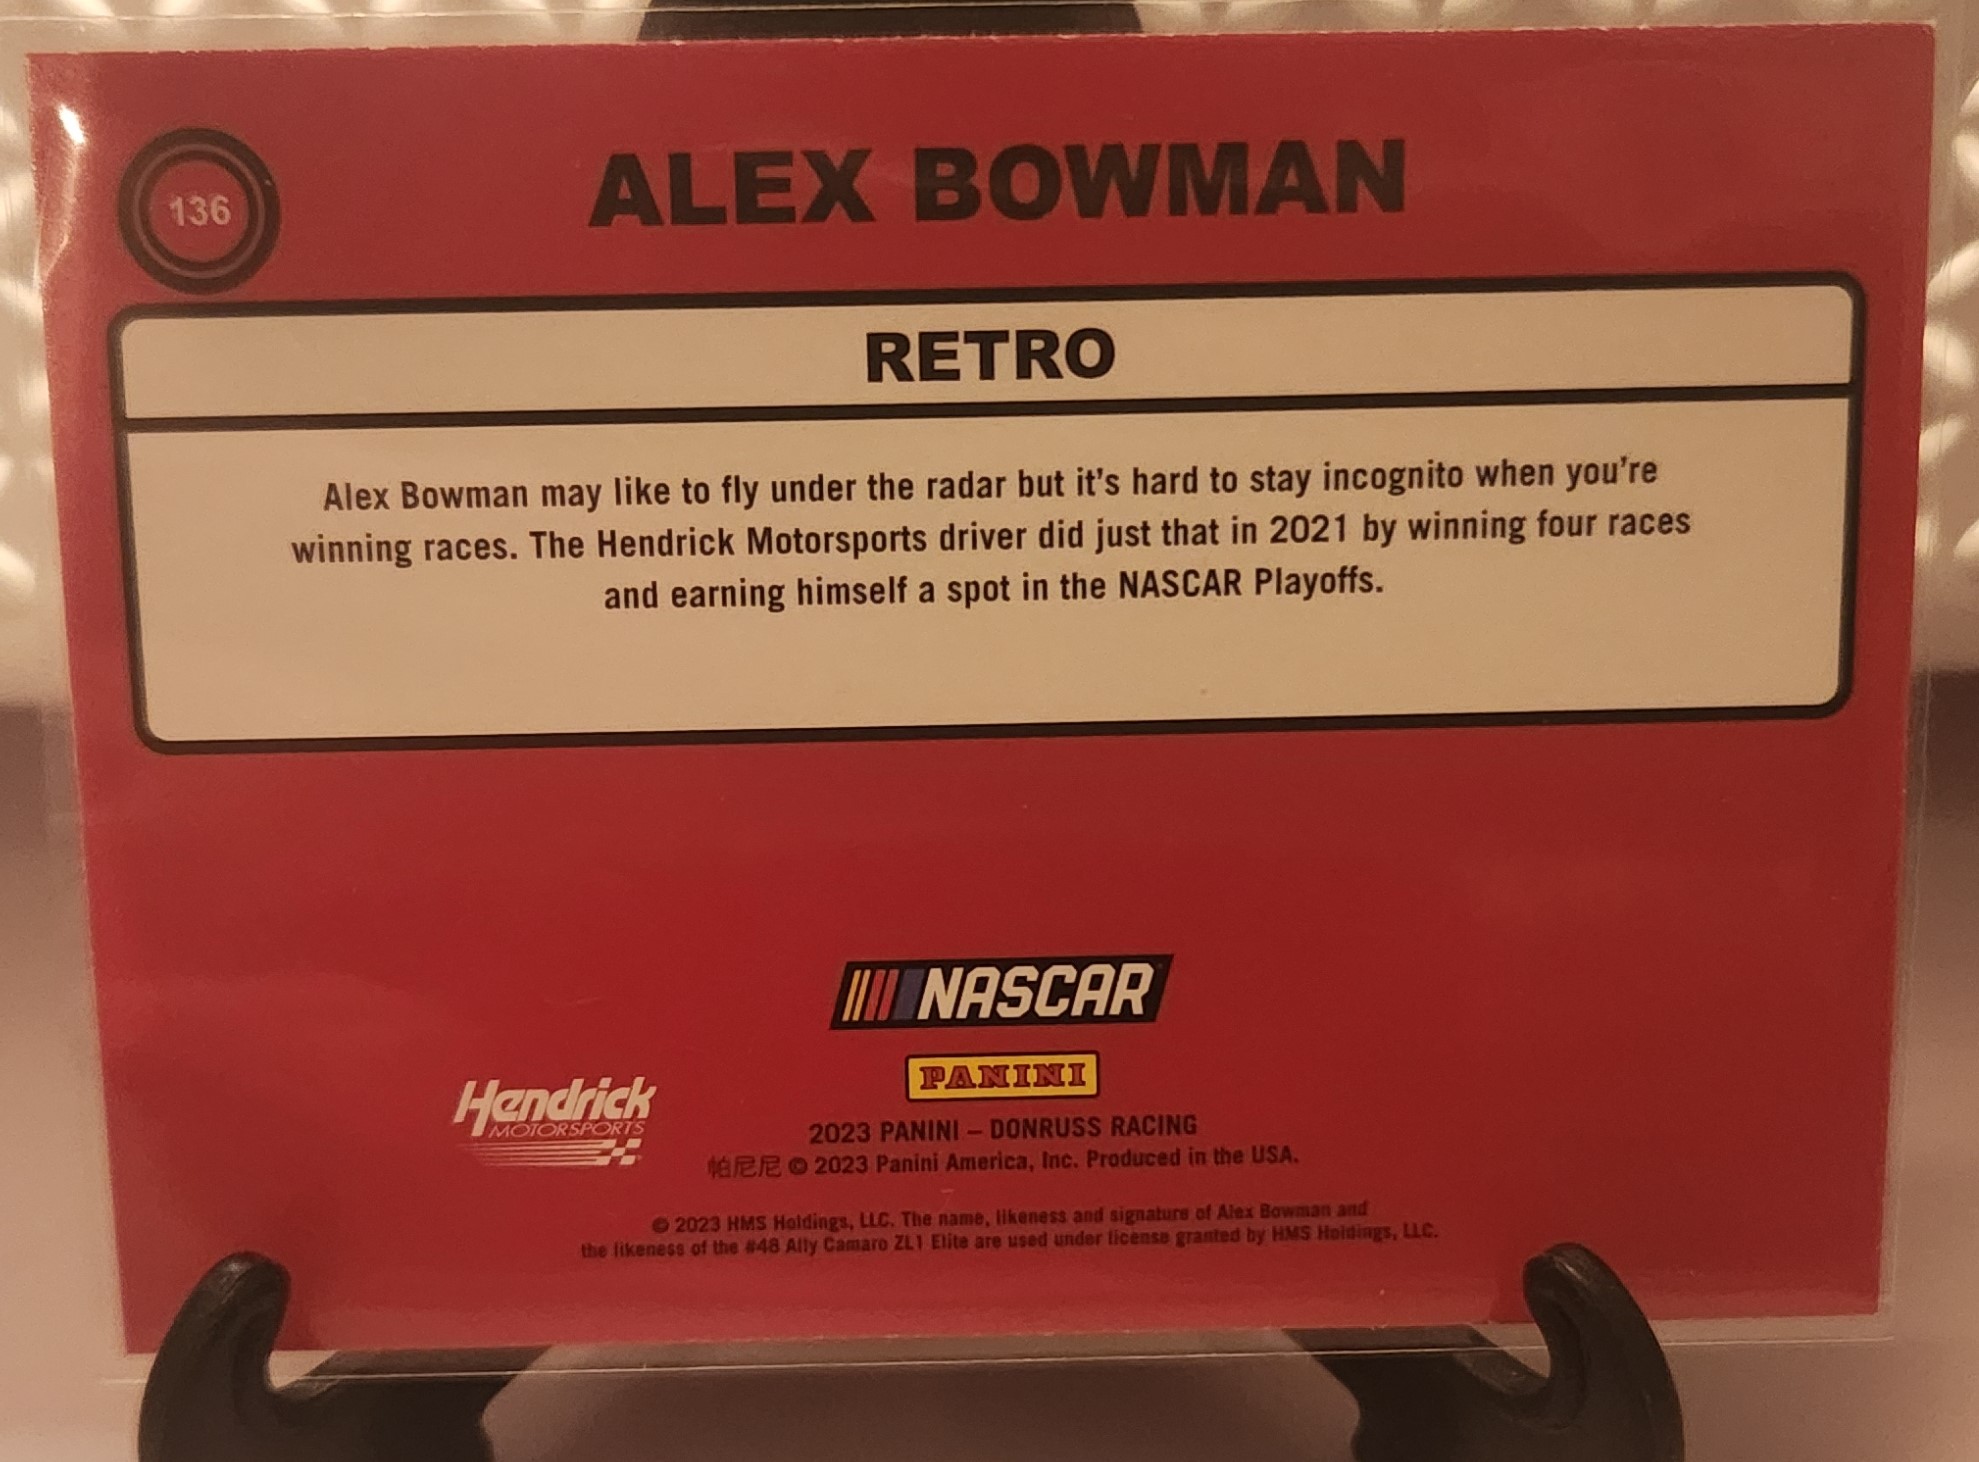 136
ALEX BOWMAN
RETRO
Alex Bowman may like to fly under the radar but it's hard to stay incognito when you're
winning races. The Hendrick Motorsports driver did just that in 2021 by winning four races
and earning himself a spot in the NASCAR Playoffs.
NASCAR
PANINI
Hendrick
MOTORSPORTS
2023 PANINI – DONRUSS RACING
帕尼尼 © 2023 Panini America, Inc. Produced in the USA.
© 2023 HMS Holdings, LLC. The name, likeness and signature of Alex Bowman and
the likeness of the #48 Ally Camaro ZL1 Elite are used under license granted by HMS Holdings, LLC.